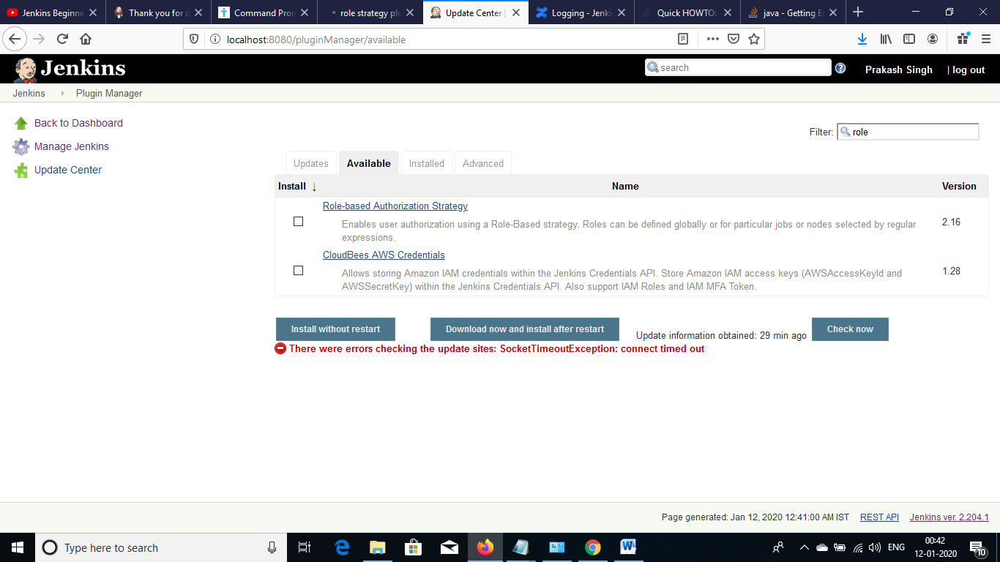 Jenkins Beginne
Thank you for d
Command Pron
role strategy plu
Update Center [
Logging - Jenki
Quick HOWTO:
java - Getting E
localhost:8080/pluginManager/available
Jenkins
search
Prakash Singh
| log out
Jenkins
Plugin Manager
Back to Dashboard
Manage Jenkins
Update Center
Filter: role
Updates
Available
Installed
Advanced
Install ↓
Name
Version
Role-based Authorization Strategy
Enables user authorization using a Role-Based strategy. Roles can be defined globally or for particular jobs or nodes selected by regular
expressions.
2.16
CloudBees AWS Credentials
Allows storing Amazon IAM credentials within the Jenkins Credentials API. Store Amazon IAM access keys (AWSAccessKeyId and
AWSSecretKey) within the Jenkins Credentials API. Also support IAM Roles and IAM MFA Token.
1.28
Install without restart
Download now and install after restart
Update information obtained: 29 min ago
Check now
There were errors checking the update sites: SocketTimeoutException: connect timed out
Page generated: Jan 12, 2020 12:41:00 AM IST
REST API
Jenkins ver. 2.204.1
Type here to search
ENG
00:42
12-01-2020
10